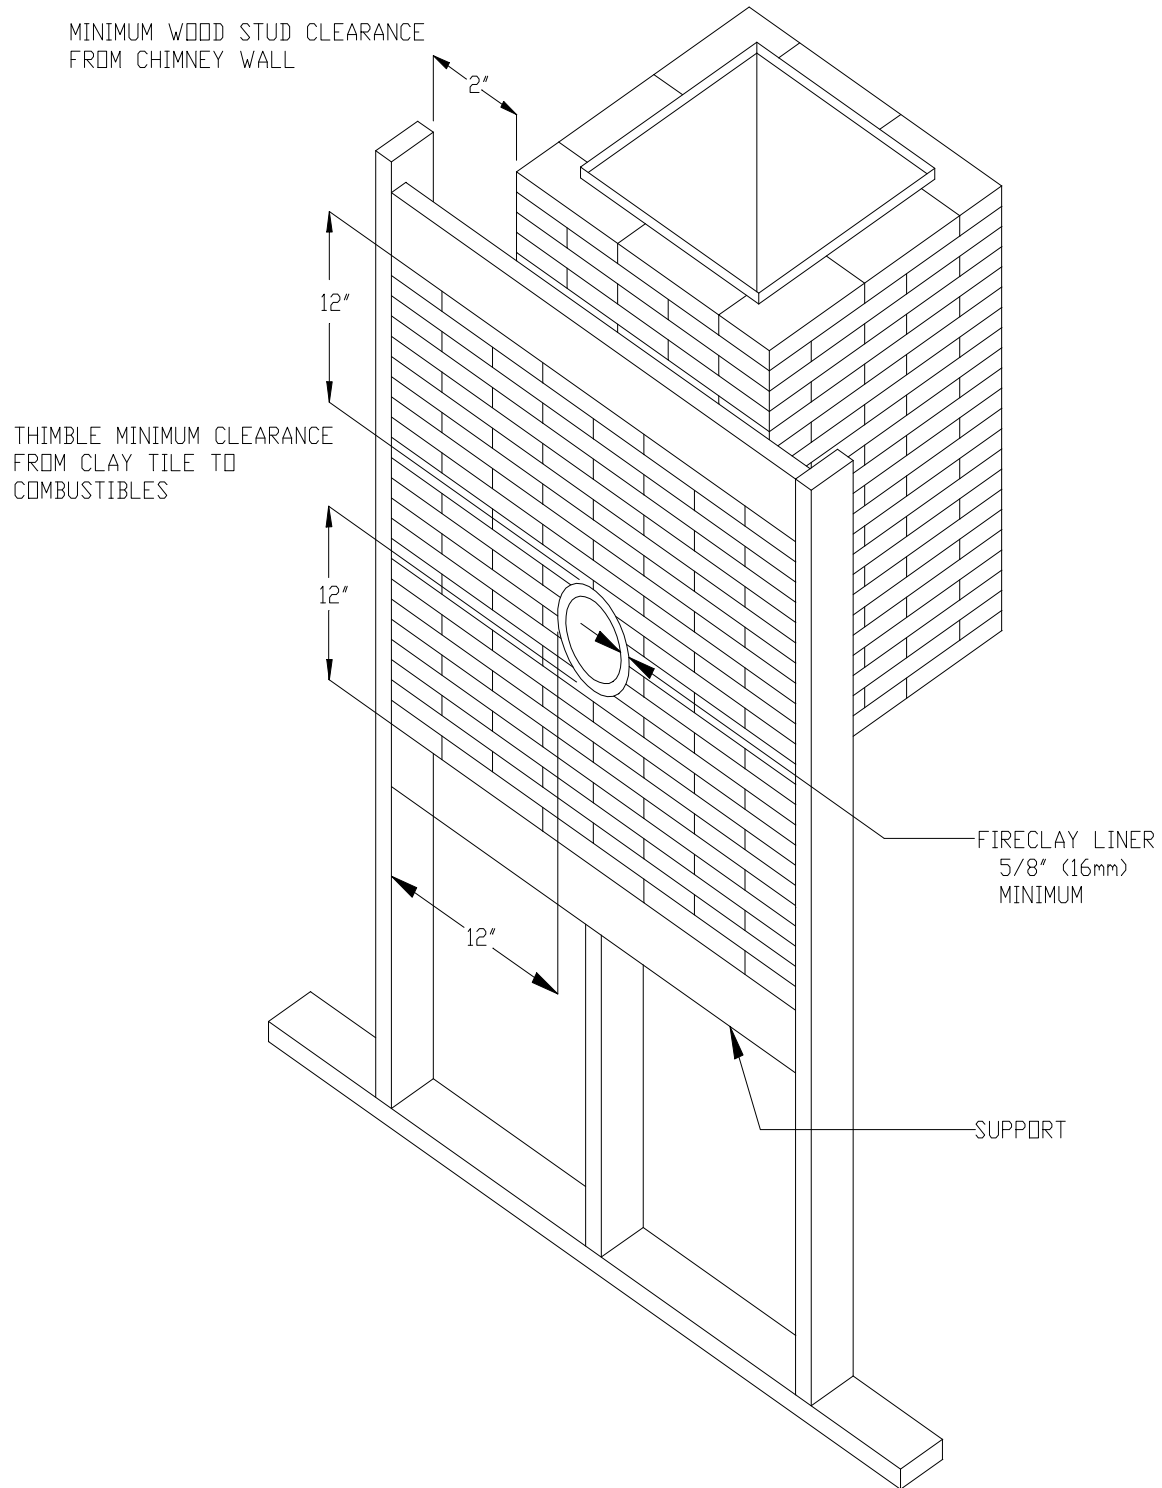 MINIMUM WOOD STUD CLEARANCE
FROM CHIMNEY WALL
2"
12"
THIMBLE MINIMUM CLEARANCE
FROM CLAY TILE TO
COMBUSTIBLES
12"
FIRECLAY LINER
5/8" (16mm)
MINIMUM
12"
SUPPORT